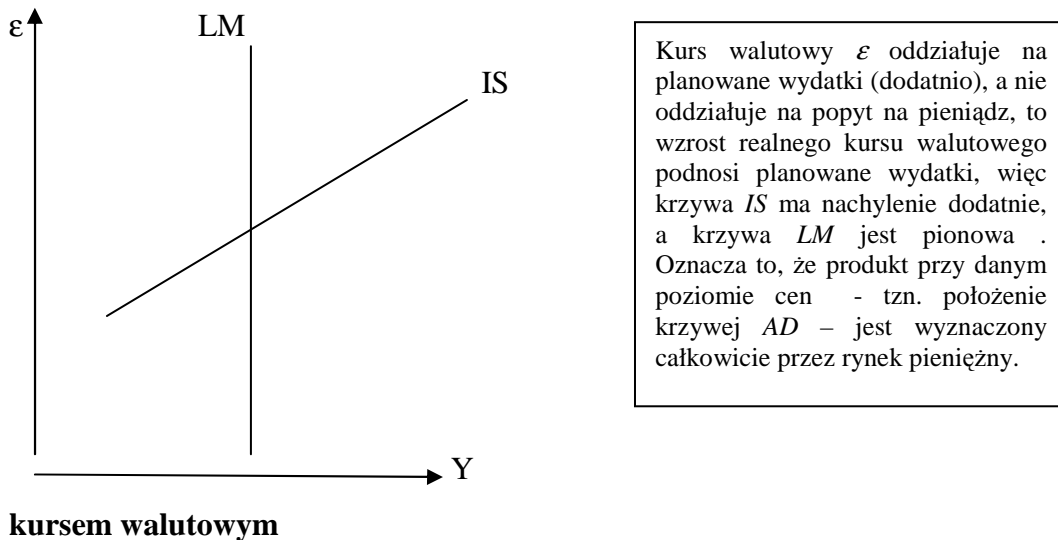 ε
LM
IS
Y
Kurs walutowy ε oddziałuje na
planowane wydatki (dodatnio), a nie
oddziałuje na popyt na pieniądz, to
wzrost realnego kursu walutowego
podnosi planowane wydatki, więc
krzywa IS ma nachylenie dodatnie,
a krzywa LM jest pionowa .
Oznacza to, że produkt przy danym
poziomie cen - tzn. położenie
krzywej AD – jest wyznaczony
całkowicie przez rynek pieniężny.
kursem walutowym